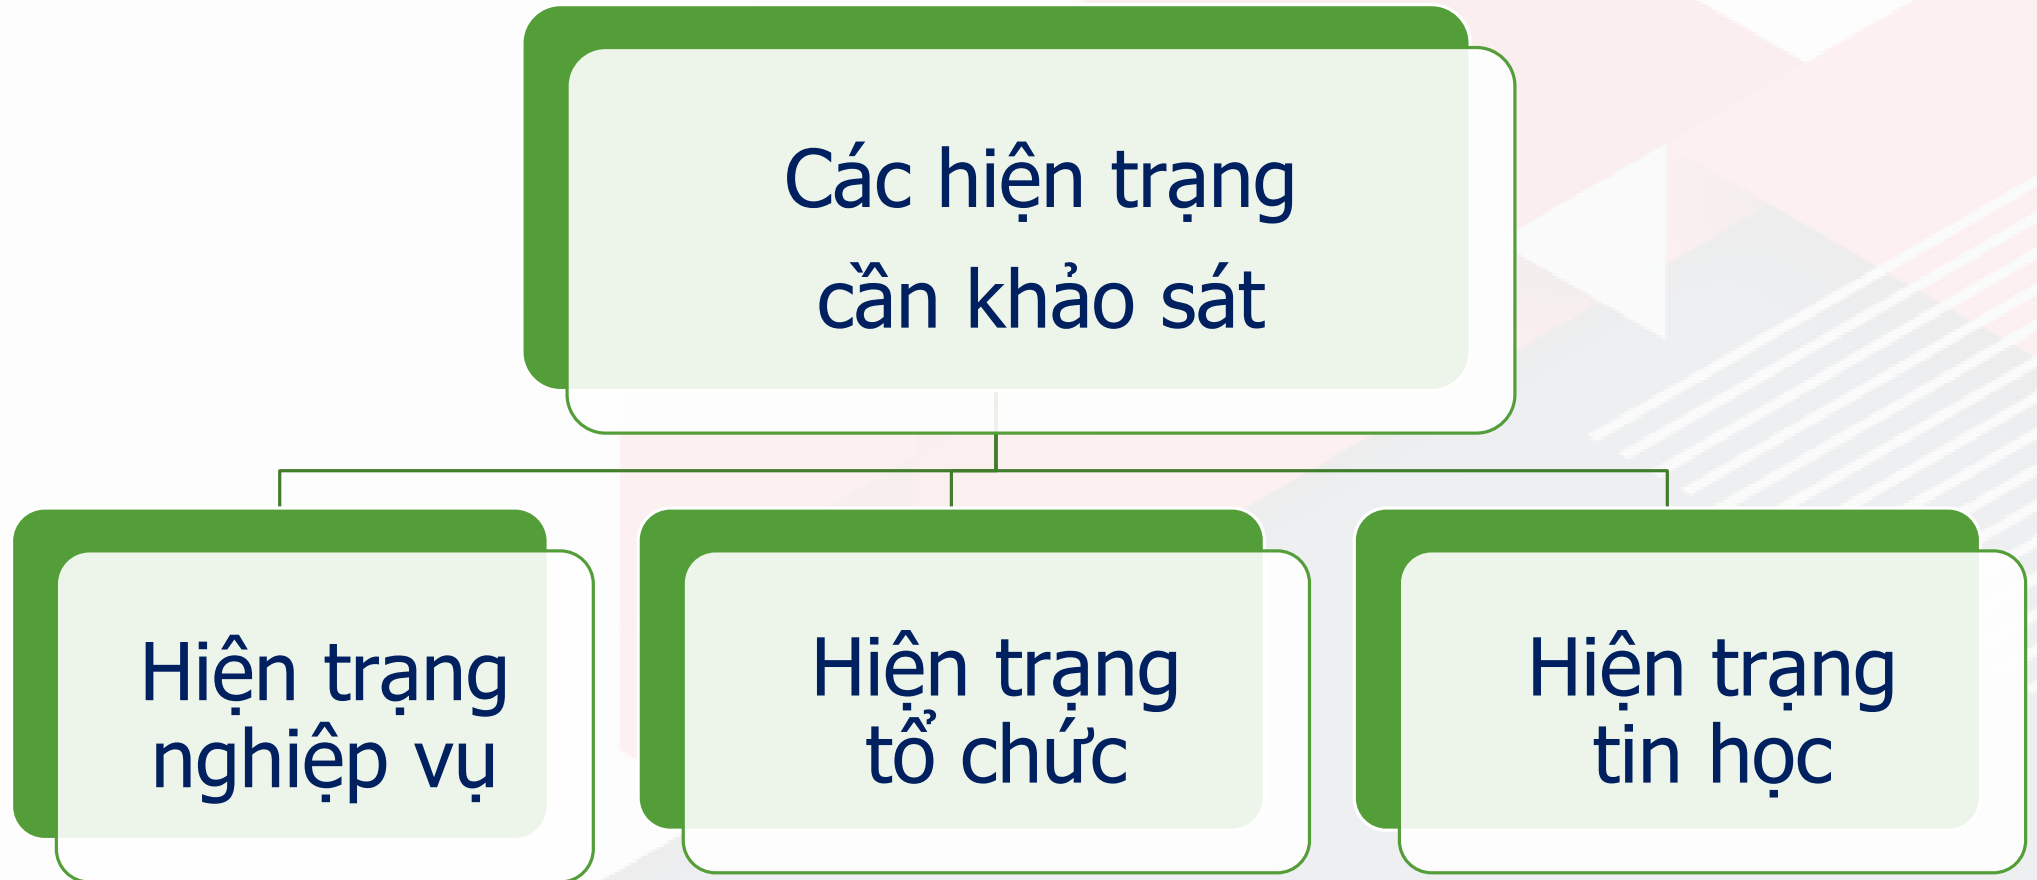 Các hiện trạng
cần khảo sát
Hiện trạng
nghiệp vụ
Hiện trạng
tổ chức
Hiện trạng
tin học